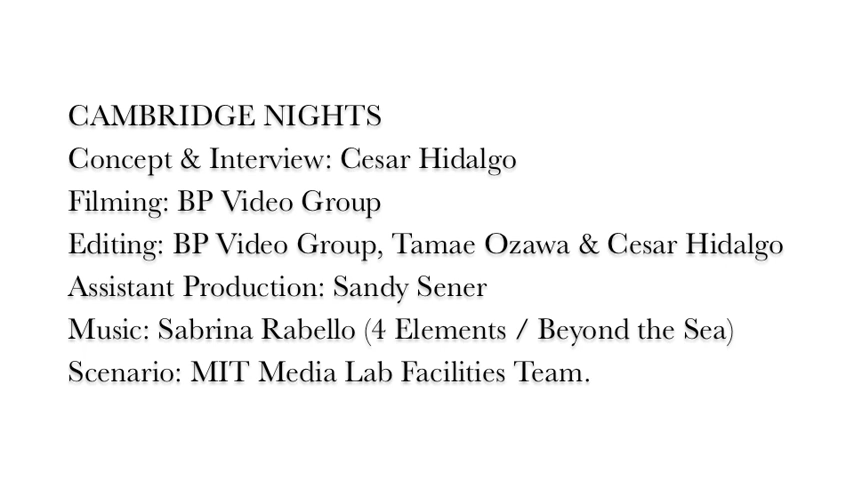 CAMBRIDGE NIGHTS
Concept & Interview: Cesar Hidalgo
Filming: BP Video Group
Editing: BP Video Group, Tamae Ozawa & Cesar Hidalgo
Assistant Production: Sandy Sener
Music: Sabrina Rabello (4 Elements / Beyond the Sea)
Scenario: MIT Media Lab Facilities Team.